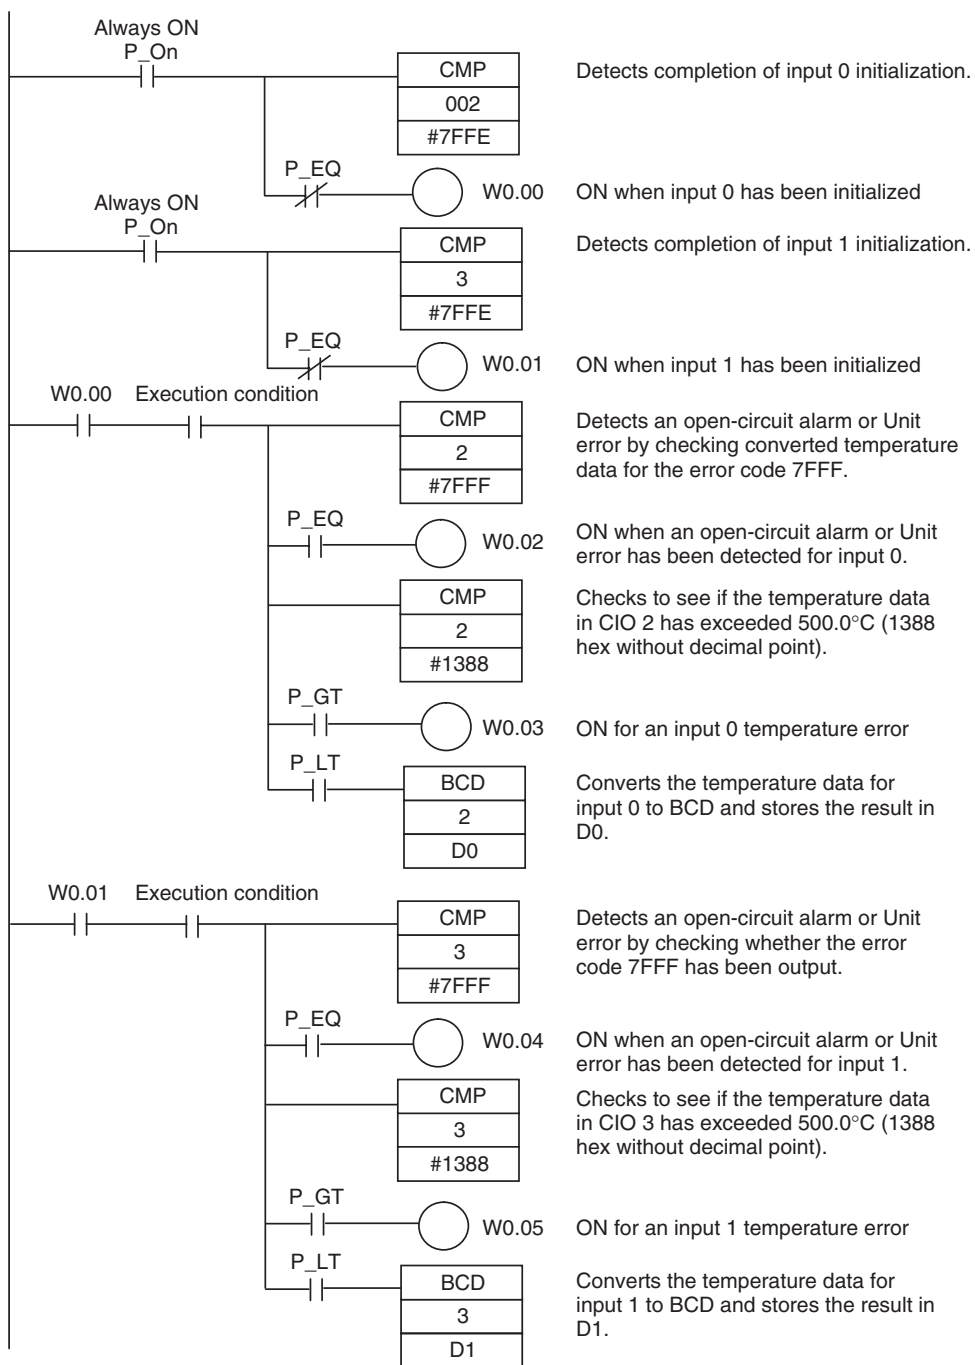 Always ON
P_On
CMP
002
#7FFE
Detects completion of input 0 initialization.
P_EQ
W0.00
ON when input 0 has been initialized
Always ON
P_On
CMP
3
#7FFE
Detects completion of input 1 initialization.
P_EQ
W0.01
ON when input 1 has been initialized
W0.00
Execution condition
CMP
2
#7FFF
Detects an open-circuit alarm or Unit
error by checking converted temperature
data for the error code 7FFF.
P_EQ
W0.02
ON when an open-circuit alarm or Unit
error has been detected for input 0.
CMP
2
#1388
Checks to see if the temperature data
in CIO 2 has exceeded 500.0°C (1388
hex without decimal point).
P_GT
W0.03
ON for an input 0 temperature error
P_LT
BCD
2
D0
Converts the temperature data for
input 0 to BCD and stores the result in
D0.
W0.01
Execution condition
CMP
3
#7FFF
Detects an open-circuit alarm or Unit
error by checking whether the error
code 7FFF has been output.
P_EQ
W0.04
ON when an open-circuit alarm or Unit
error has been detected for input 1.
CMP
3
#1388
Checks to see if the temperature data
in CIO 3 has exceeded 500.0°C (1388
hex without decimal point).
P_GT
W0.05
ON for an input 1 temperature error
P_LT
BCD
3
D1
Converts the temperature data for
input 1 to BCD and stores the result in
D1.